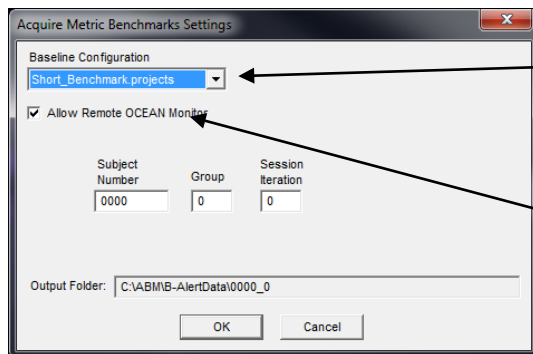 Acquire Metric Benchmarks Settings
Baseline Configuration
Short_Benchmark.projects
Allow Remote OCEAN Monitor
Subject Number
Group
Session Iteration
0000
0
0
Output Folder: C:\ABM\B-AlertData\0000_0
OK Cancel